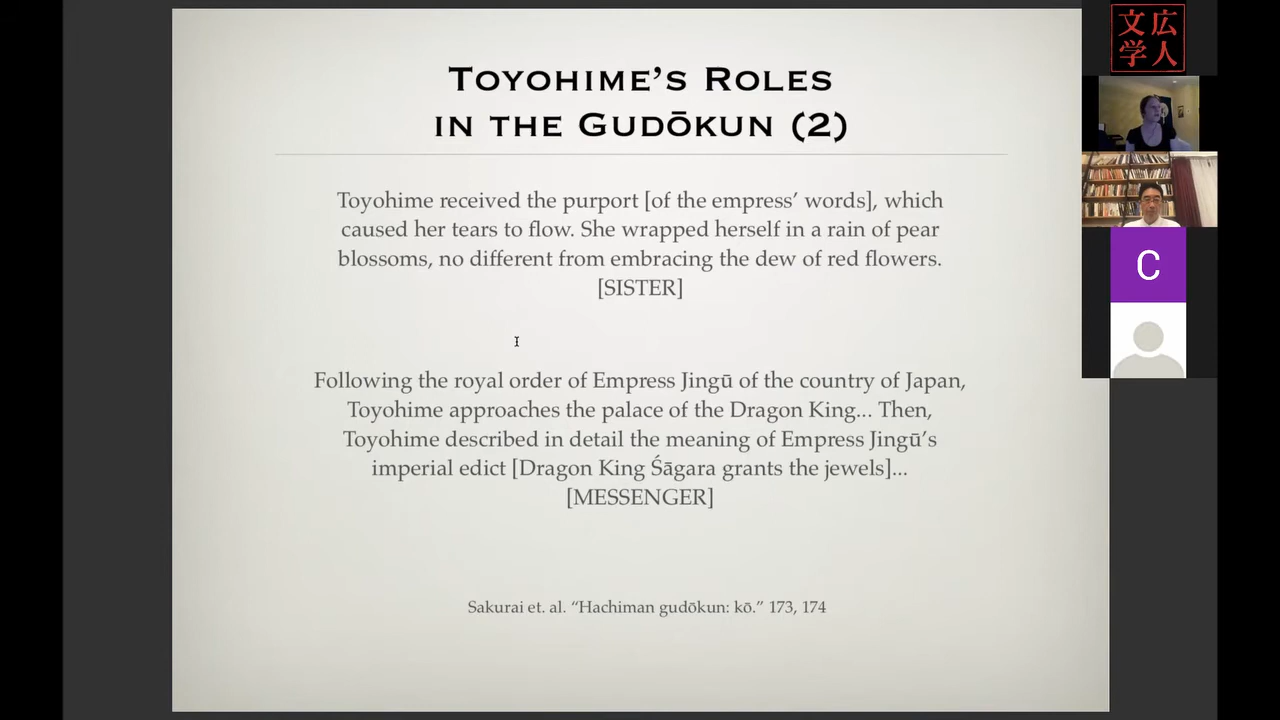 Toyohime’s Roles
in the Gudōkun (2)
Toyohime received the purport [of the empress’ words], which
caused her tears to flow. She wrapped herself in a rain of pear
blossoms, no different from embracing the dew of red flowers.
[SISTER]
Following the royal order of Empress Jingū of the country of Japan,
Toyohime approaches the palace of the Dragon King... Then,
Toyohime described in detail the meaning of Empress Jingū’s
imperial edict [Dragon King Śāgara grants the jewels]...
[MESSENGER]
Sakurai et. al. “Hachiman gudōkun: kō.” 173, 174
文広
学人
C